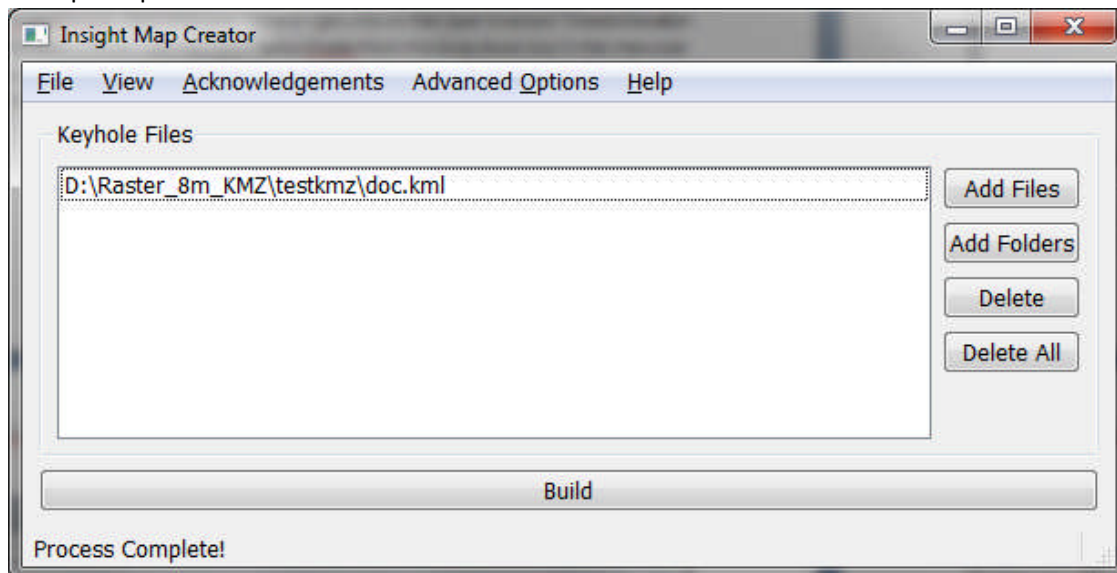 Insight Map Creator
File View Acknowledgements Advanced Options Help
Keyhole Files
D:\Raster_8m_KMZ\testkmz\doc.kml
Add Files
Add Folders
Delete
Delete All
Build
Process Complete!